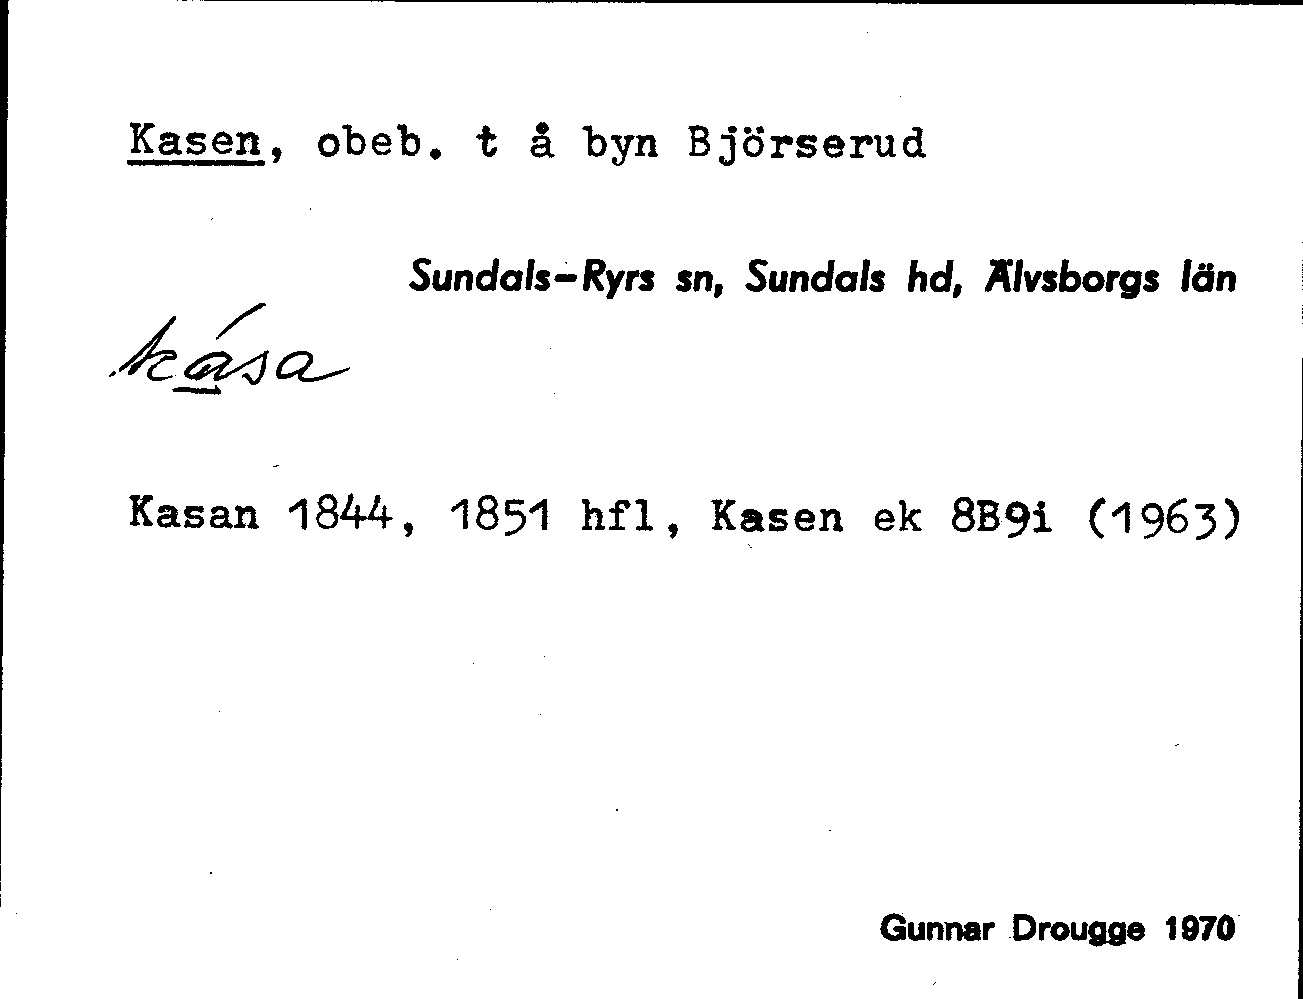 Kasen, obeb. t å byn Björserud
Sundals-Ryrs sn, Sundals hd, Älvsborgs län
kása
Kasan 1844, 1851 hfl, Kasen ek 8B9i (1963)
Gunnar Drougge 1970